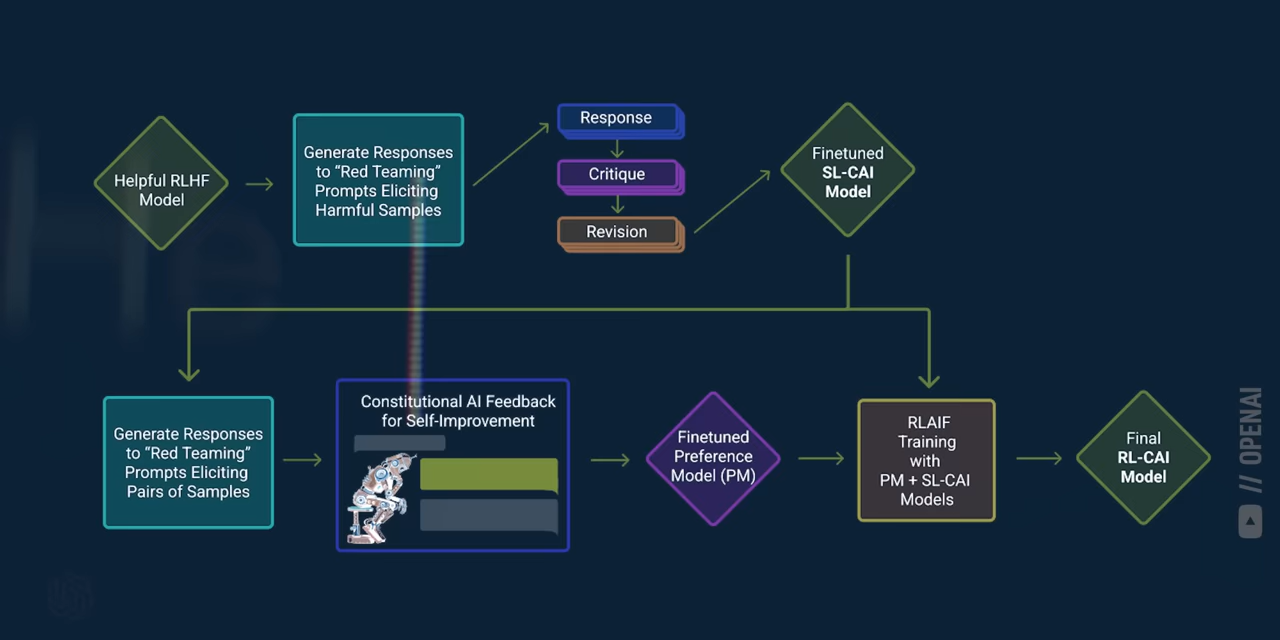 Helpful RLHF
Model
Generate Responses
to “Red Teaming”
Prompts Eliciting
Harmful Samples
Response
Critique
Revision
Finetuned
SL-CAI
Model
Generate Responses
to “Red Teaming”
Prompts Eliciting
Pairs of Samples
Constitutional AI Feedback
for Self-Improvement
Finetuned
Preference
Model (PM)
RLAIF
Training
with
PM + SL-CAI
Models
Final
RL-CAI
Model
// OPENAI
He